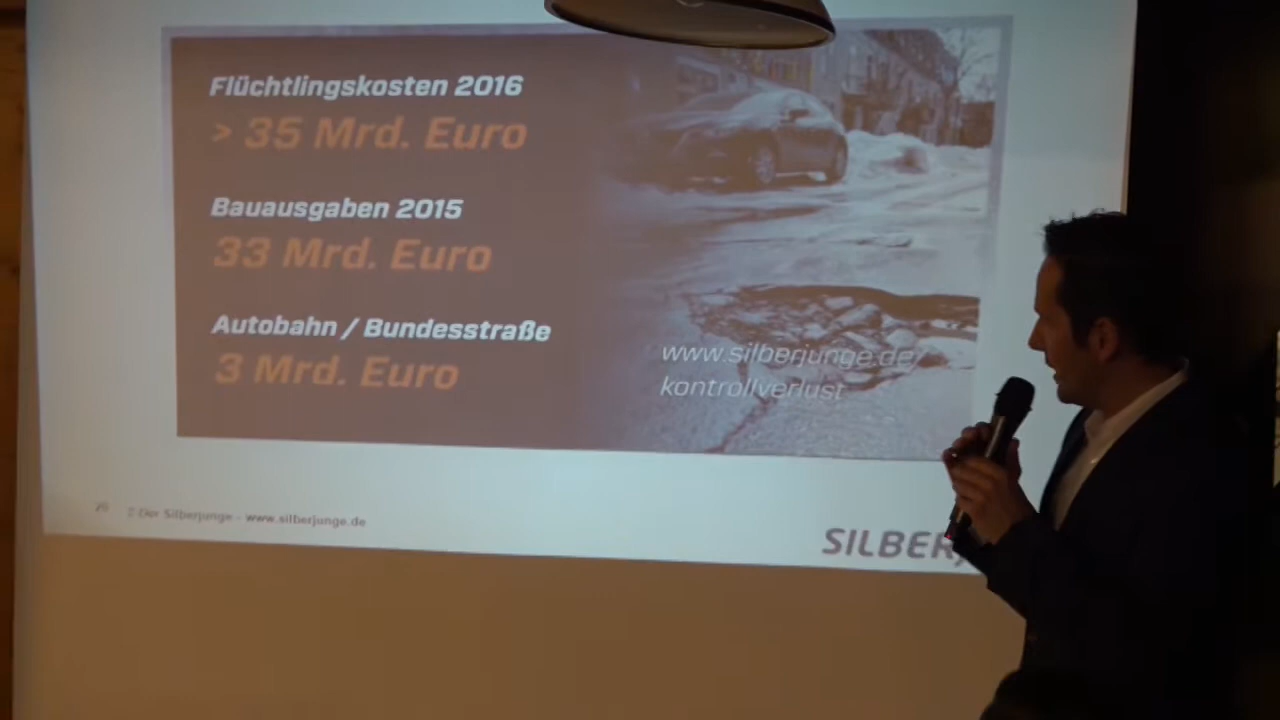 Flüchtlingskosten 2016
> 35 Mrd. Euro
Bauausgaben 2015
33 Mrd. Euro
Autobahn / Bundesstraße
3 Mrd. Euro
www.silberjunge.de
kontrollverlust
Silberjunge - www.silberjunge.de
SILBER